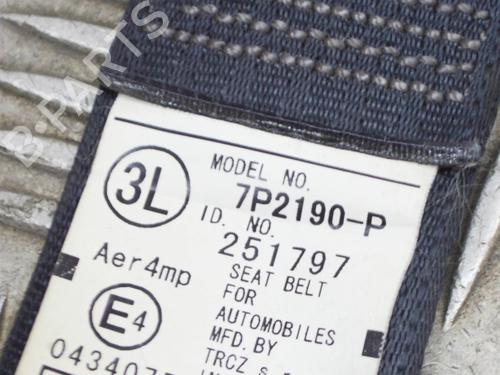 B-PARTS
3L
MODEL NO.
7P2190-P
ID. NO.
251797
Aer4mp
SEAT BELT
FOR
AUTOMOBILES
MFD. BY
E4
TRCZ s.